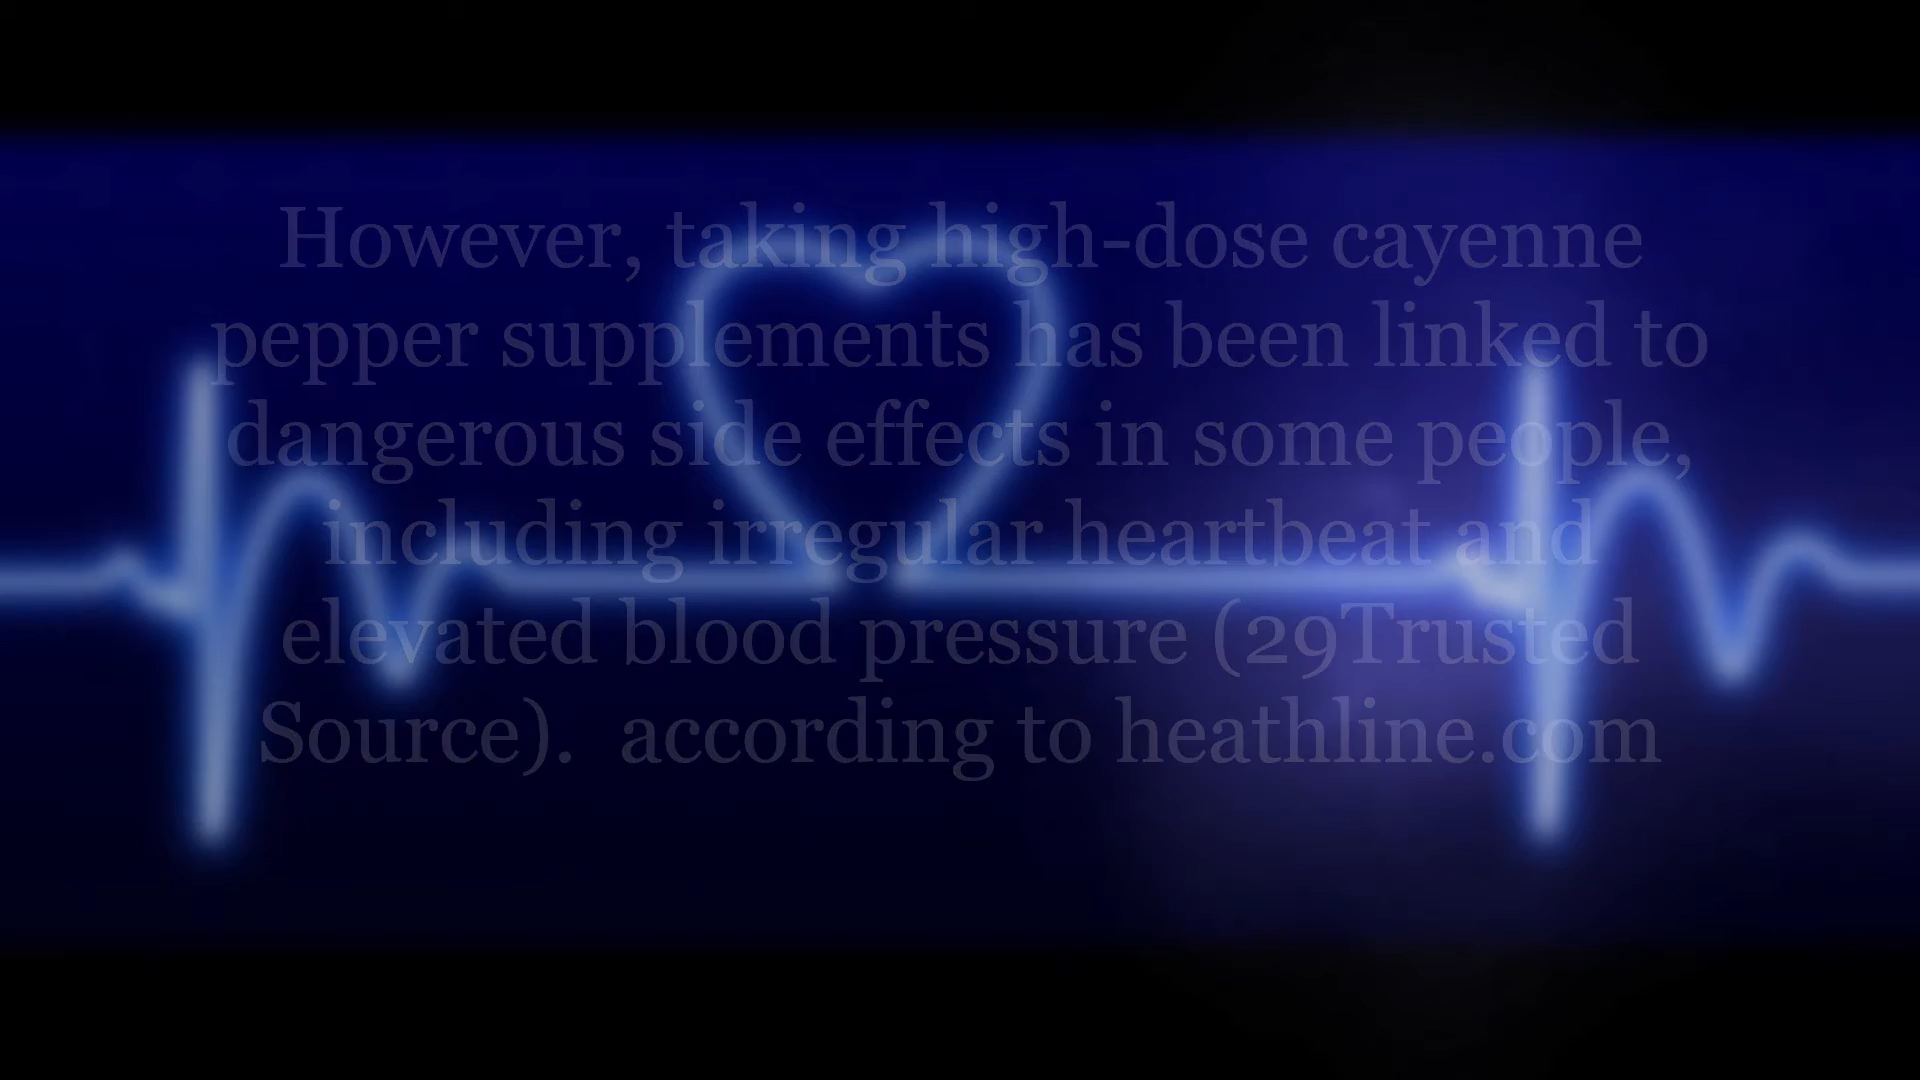 However, taking high-dose cayenne
pepper supplements has been linked to
dangerous side effects in some people,
including irregular heartbeat and
elevated blood pressure (29Trusted
Source).  according to heathline.com